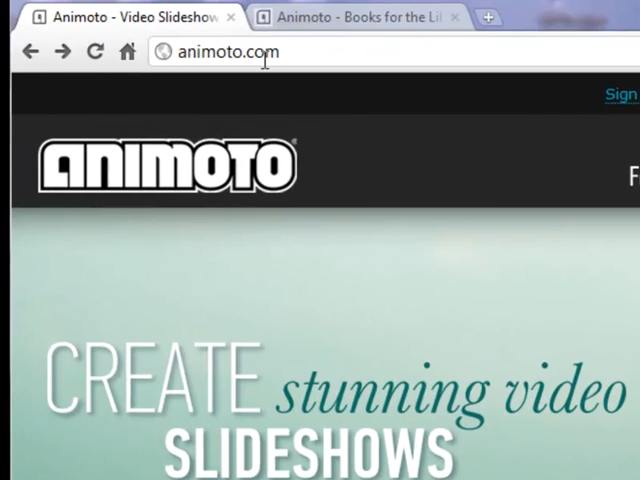 Animoto - Video Slideshow
Animoto - Books for the Lil
animoto.com
Sign
ANIMOTO
F
CREATE stunning video
SLIDESHOWS